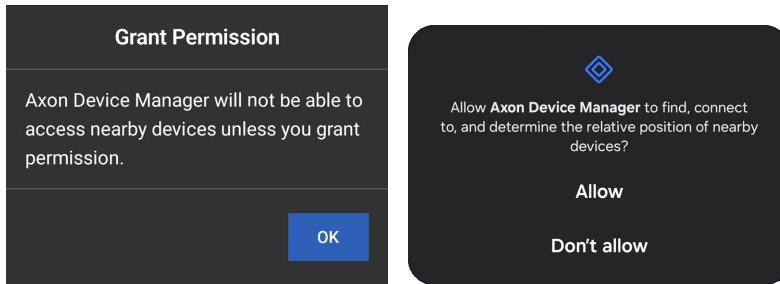 Grant Permission
Axon Device Manager will not be able to
access nearby devices unless you grant
permission.
OK
Allow Axon Device Manager to find, connect
to, and determine the relative position of nearby
devices?
Allow
Don't allow